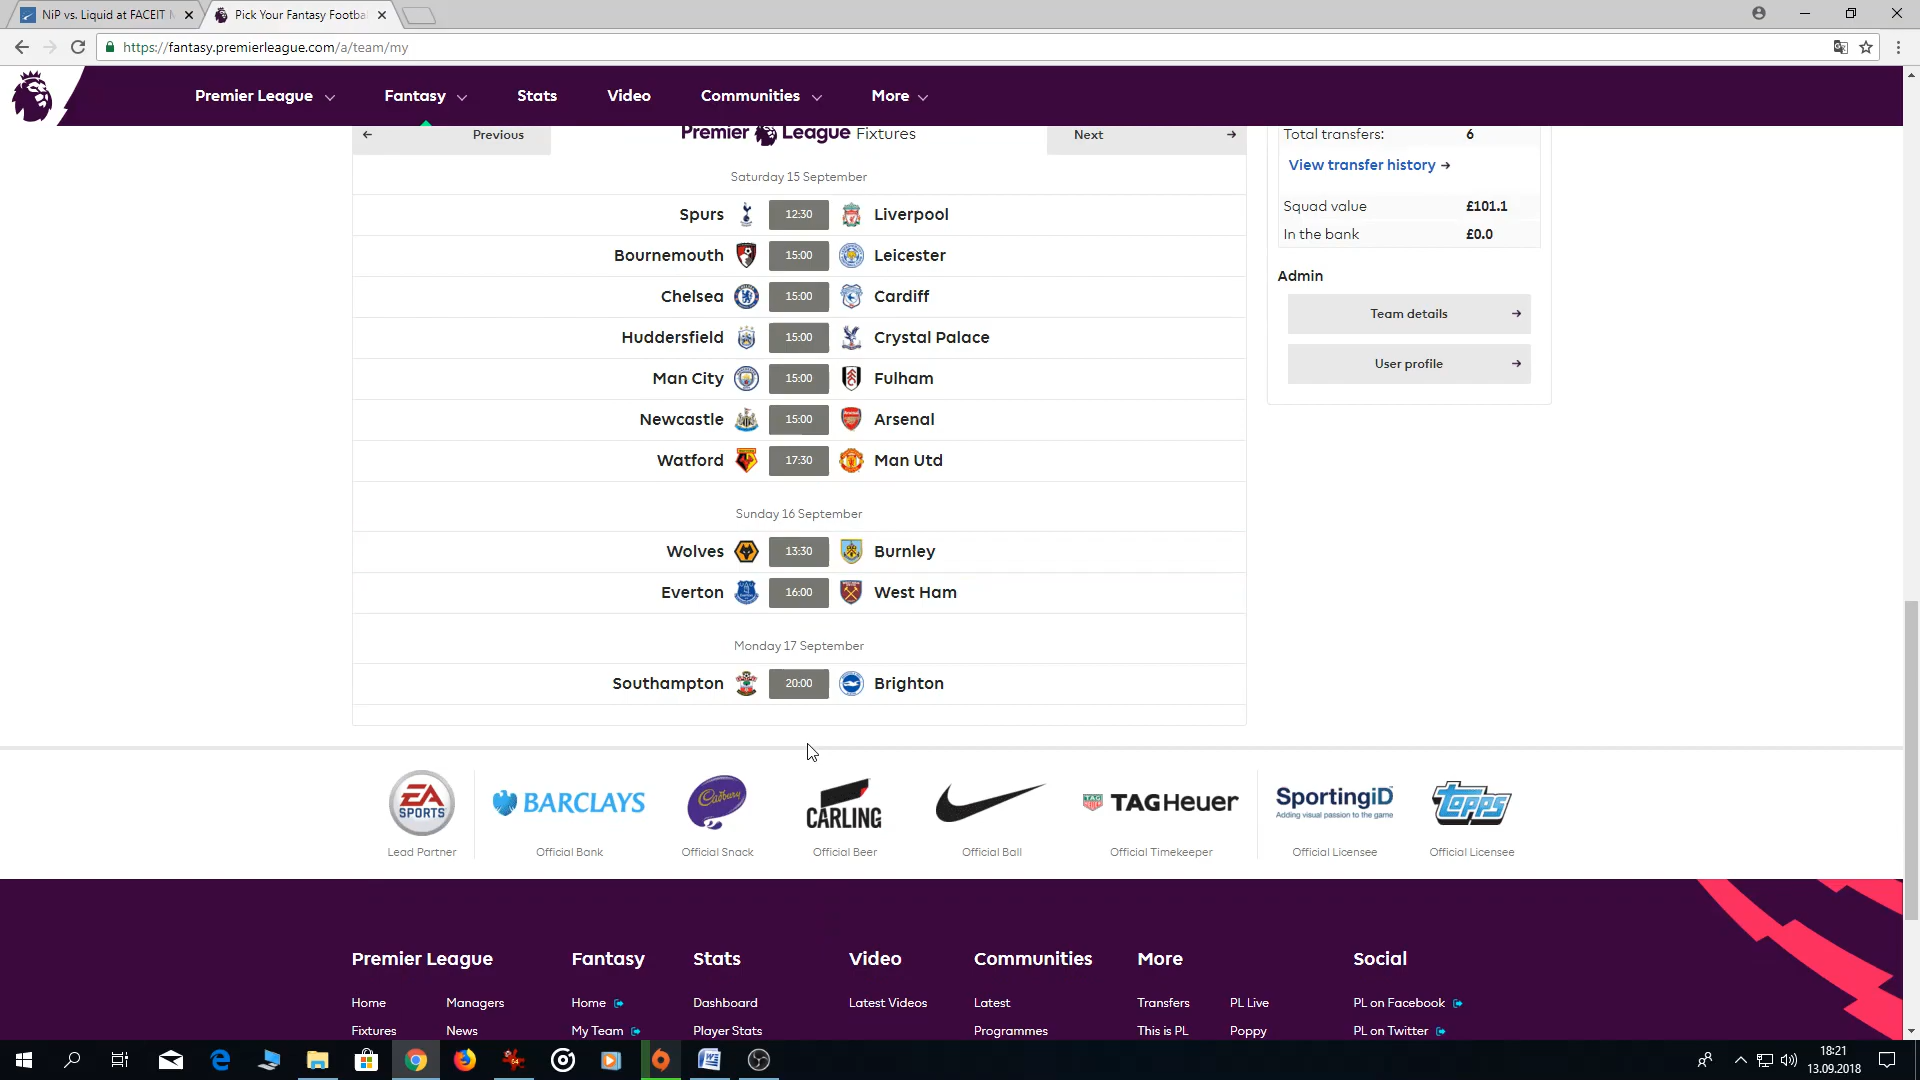 NiP vs. Liquid at FACEIT
Pick Your Fantasy Footba
https://fantasy.premierleague.com/a/team/my
Premier League
Fantasy
Stats
Video
Communities
More
Previous
Premier League Fixtures
Next
Saturday 15 September
Spurs 12:30 Liverpool
Bournemouth 15:00 Leicester
Chelsea 15:00 Cardiff
Huddersfield 15:00 Crystal Palace
Man City 15:00 Fulham
Newcastle 15:00 Arsenal
Watford 17:30 Man Utd
Sunday 16 September
Wolves 13:30 Burnley
Everton 16:00 West Ham
Monday 17 September
Southampton 20:00 Brighton
Total transfers: 6
View transfer history
Squad value £101.1
In the bank £0.0
Admin
Team details
User profile
EA SPORTS
Lead Partner
BARCLAYS
Official Bank
Cadbury
Official Snack
CARLING
Official Beer
Official Ball
TAG Heuer
TAGHeuer
Official Timekeeper
SportingiD
Adding visual passion to the game
Official Licensee
Topps
Official Licensee
Premier League
Home Managers
Fixtures News
Fantasy
Home
My Team
Stats
Dashboard
Player Stats
Video
Latest Videos
Communities
Latest
Programmes
More
Transfers PL Live
This is PL Poppy
Social
PL on Facebook
PL on Twitter
18:21
13.09.2018